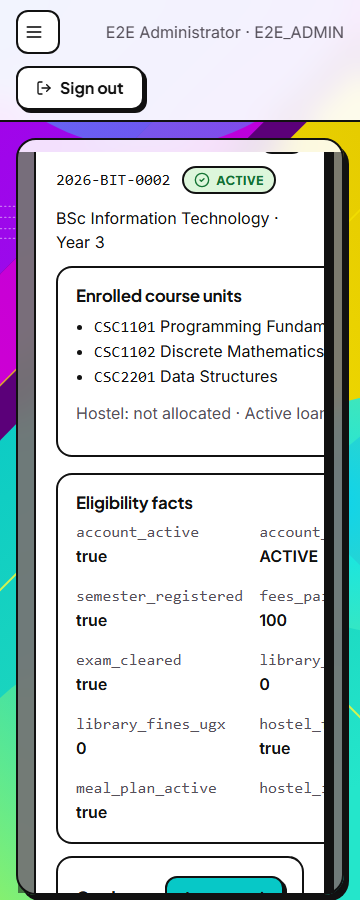 E2E Administrator · E2E_ADMIN
Sign out
2026-BIT-0002 ACTIVE
BSc Information Technology ·
Year 3
Enrolled course units
• CSC1101 Programming Fundam
• CSC1102 Discrete Mathematics
• CSC2201 Data Structures
Hostel: not allocated · Active loan
Eligibility facts
account_active account_
true ACTIVE
semester_registered fees_pai
true 100
exam_cleared library_
true 0
library_fines_ugx hostel_
0 true
meal_plan_active hostel_
true